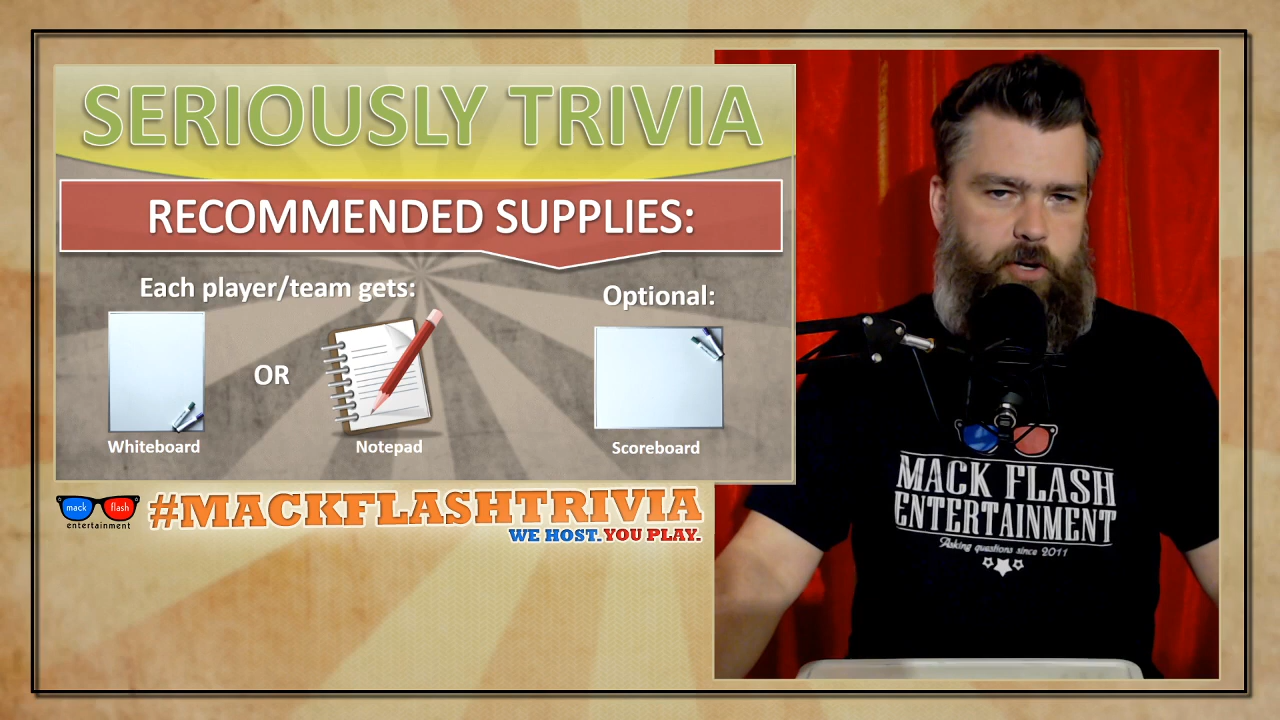 SERIOUSLY TRIVIA
RECOMMENDED SUPPLIES:
Each player/team gets:
Optional:
OR
Whiteboard
Notepad
Scoreboard
mack flash
entertainment
#MACKFLASHTRIVIA
WE HOST. YOU PLAY.
MACK FLASH
ENTERTAINMENT
Asking questions since 2011